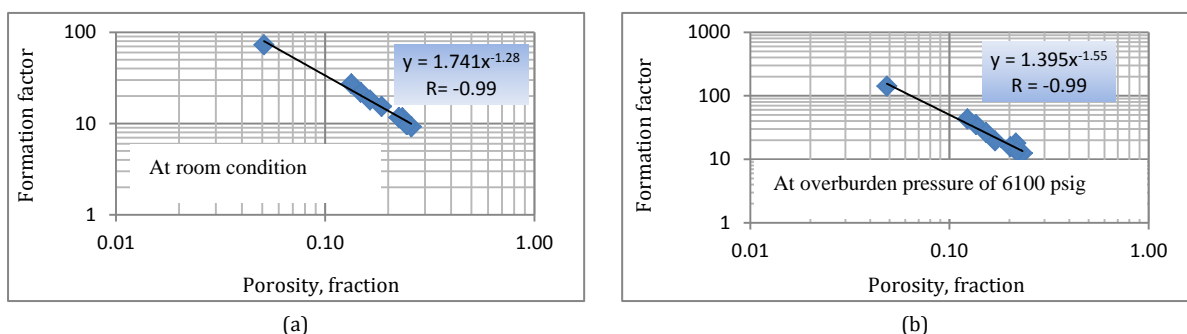 100
10
1
0.01
0.10
1.00
Formation factor
Porosity, fraction
y = 1.741x-1.28
R= -0.99
At room condition
(a)
1000
100
10
1
0.01
0.10
1.00
Formation factor
Porosity, fraction
y = 1.395x-1.55
R = -0.99
At overburden pressure of 6100 psig
(b)